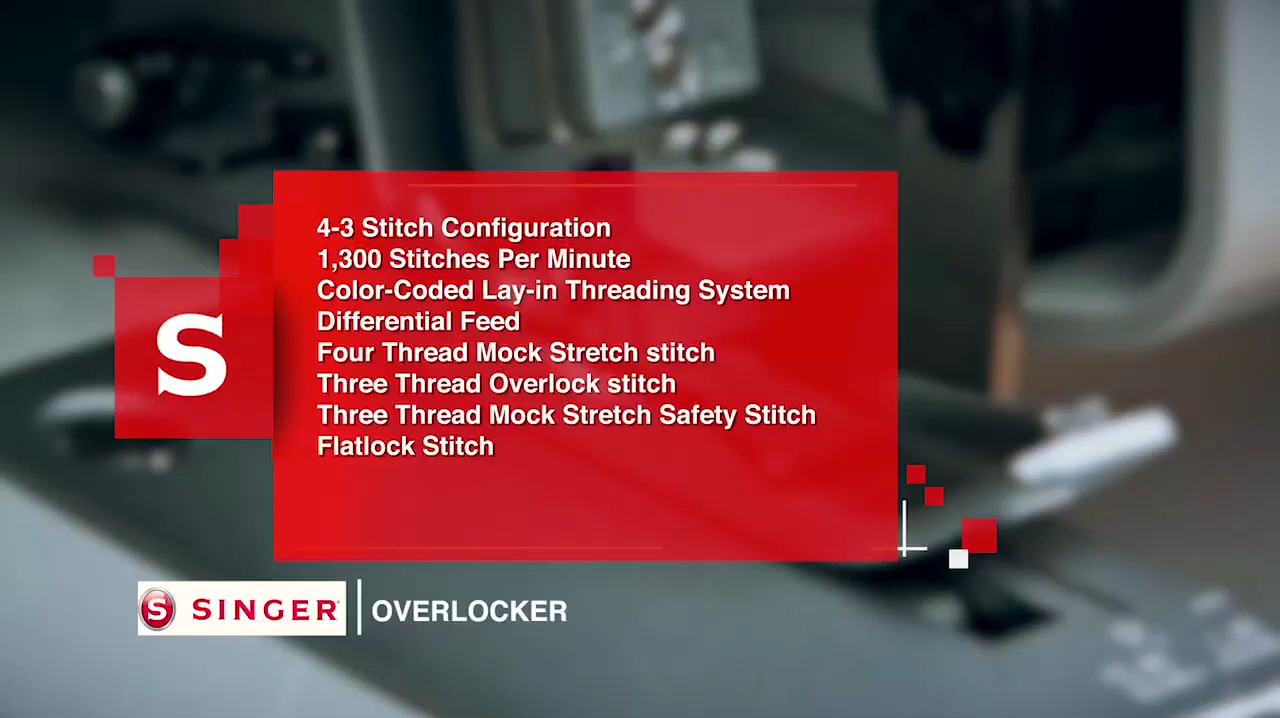 4-3 Stitch Configuration
1,300 Stitches Per Minute
Color-Coded Lay-in Threading System
Differential Feed
Four Thread Mock Stretch stitch
Three Thread Overlock stitch
Three Thread Mock Stretch Safety Stitch
Flatlock Stitch
S
S SINGER | OVERLOCKER